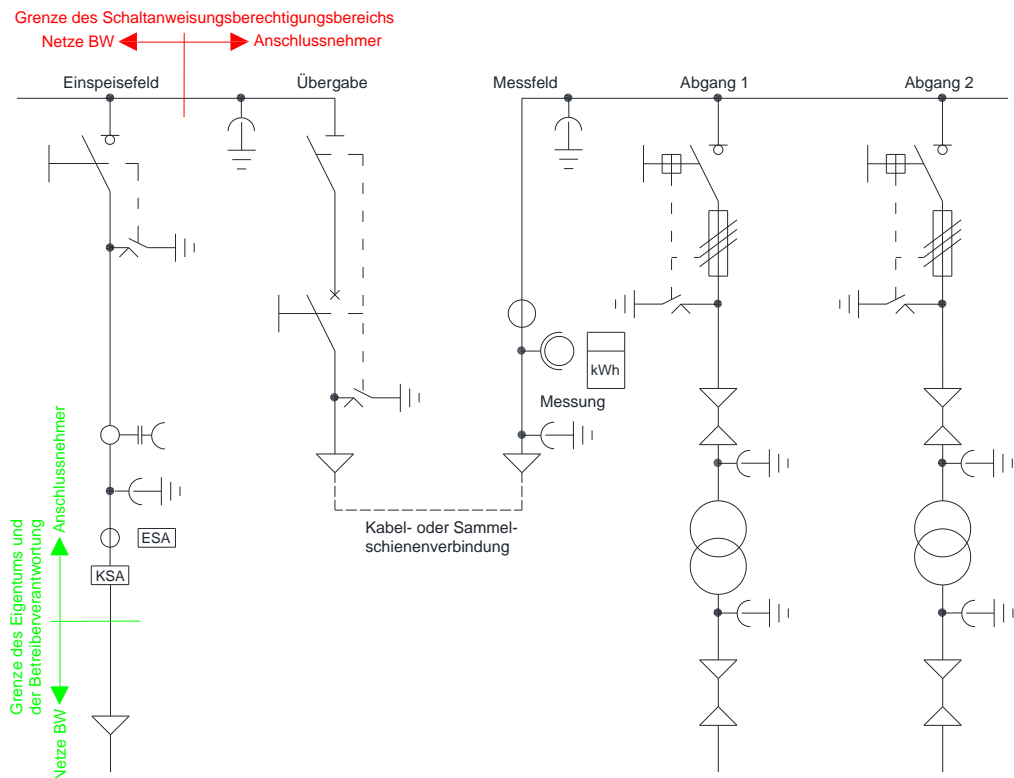 Grenze des Schaltanweisungsberechtigungsbereichs
Netze BW
Anschlussnehmer
Einspeisefeld
Übergabe
Messfeld
Abgang 1
Abgang 2
kWh
Messung
Kabel- oder Sammel-
schienenverbindung
ESA
KSA
Grenze des Eigentums und
der Betreiberverantwortung
Anschlussnehmer
Netze BW